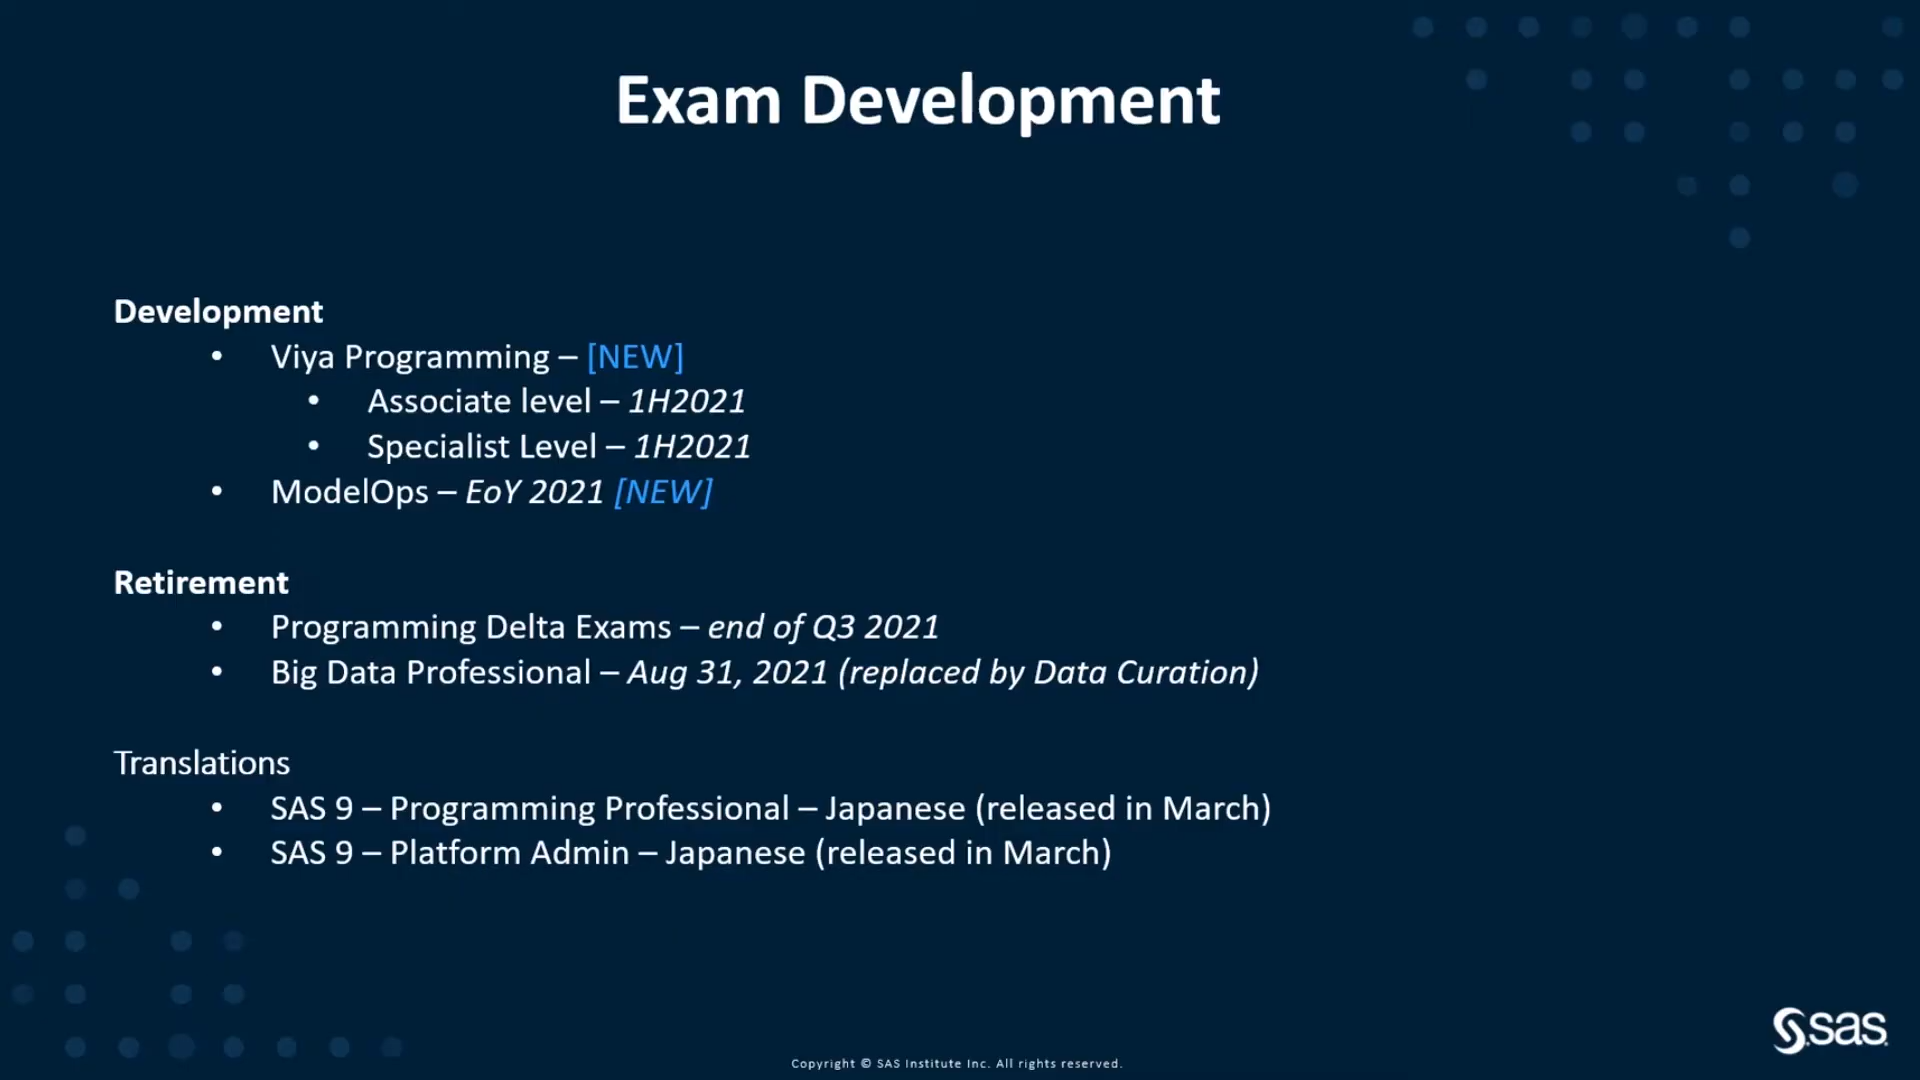 Exam Development
Development
• Viya Programming – [NEW]
• Associate level – 1H2021
• Specialist Level – 1H2021
• ModelOps – EoY 2021 [NEW]
Retirement
• Programming Delta Exams – end of Q3 2021
• Big Data Professional – Aug 31, 2021 (replaced by Data Curation)
Translations
• SAS 9 – Programming Professional – Japanese (released in March)
• SAS 9 – Platform Admin – Japanese (released in March)
sas
Copyright © SAS Institute Inc. All rights reserved.